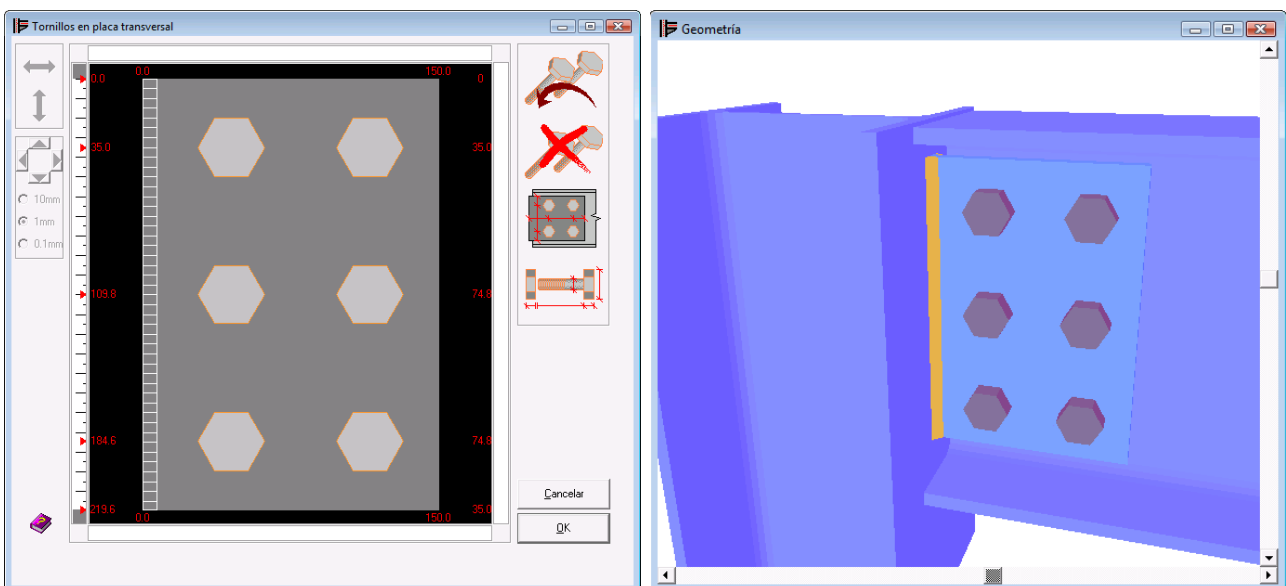 Tornillos en placa transversal
0.0 150.0
0.0 0
35.0 35.0
10mm
1mm
0.1mm
109.8 74.8
184.6 74.8
219.6 35.0
0.0 150.0
Cancelar
OK
Geometría